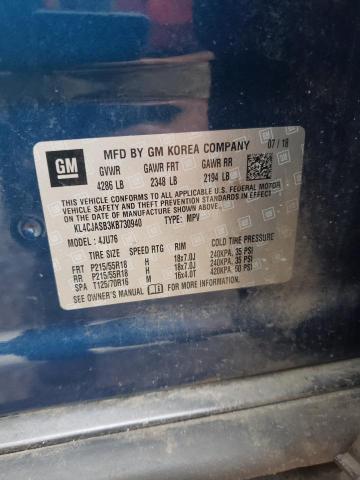 GM
MFD BY GM KOREA COMPANY 07/18
GVWR GAWR FRT GAWR RR
4286 LB 2348 LB 2194 LB
THIS VEHICLE CONFORMS TO ALL APPLICABLE U.S. FEDERAL MOTOR
VEHICLE SAFETY, BUMPER, AND THEFT PREVENTION STANDARDS IN
EFFECT ON THE DATE OF MANUFACTURE SHOWN ABOVE.
KL4CJASB3KB730940 TYPE: MPV
MODEL: 4JU76
TIRE SIZE SPEED RTG RIM COLD TIRE PRESSURE
FRT P215/55R18 H 18x7.0J 240KPA, 35 PSI
RR P215/55R18 H 18x7.0J 240KPA, 35 PSI
SPA T125/70R16 M 16x4.0T 420KPA, 60 PSI
SEE OWNER'S MANUAL FOR MORE INFORMATION